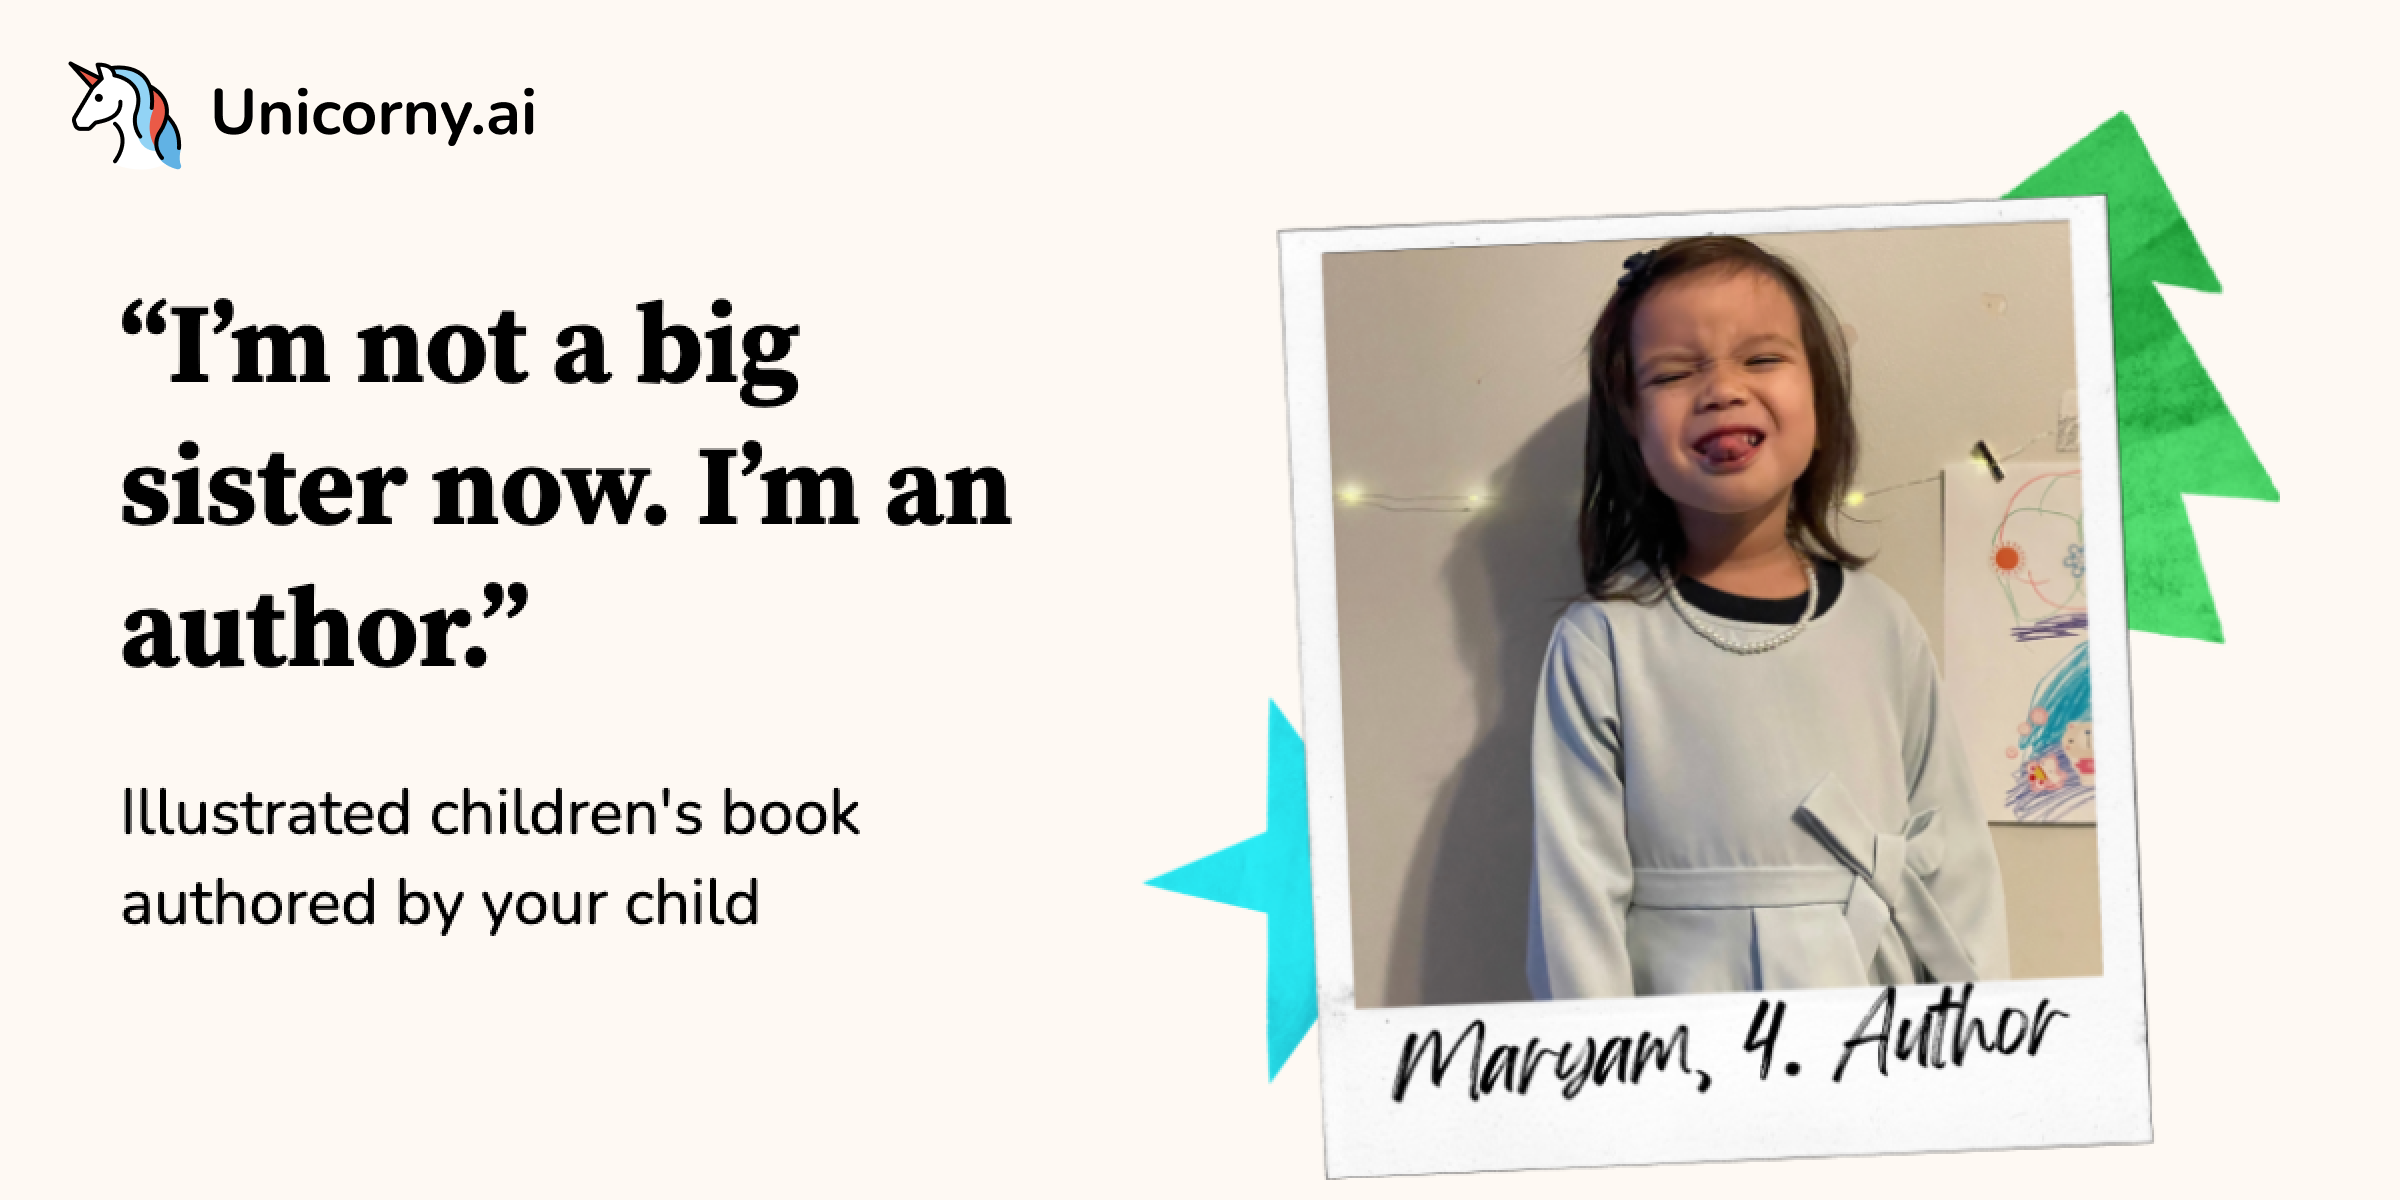 Unicorny.ai
“I’m not a big
sister now. I’m an
author.”
Illustrated children's book
authored by your child
Maryam, 4. Author